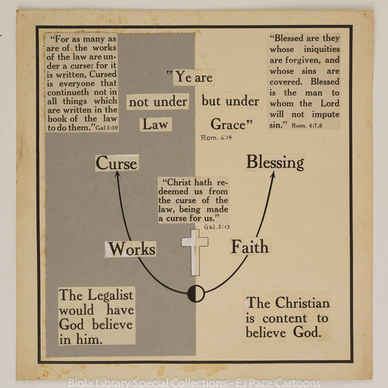 "For as many as
are of the works
of the law are un-
der a curse: for it
is written, Cursed
is everyone that
continueth not in
all things which
are written in the
book of the law
to do them." Gal 3:10
"Blessed are they
whose iniquities
are forgiven, and
whose sins are
covered. Blessed
is the man to
whom the Lord
will not impute
sin." Rom. 4:7,8
"Ye are
not under but under
Law Grace"
Rom. 6:14
Curse Blessing
"Christ hath re-
deemed us from
the curse of the
law, being made
a curse for us."
Gal. 3:13
Works Faith
The Legalist
would have
God believe
in him.
The Christian
is content to
believe God.
Biola Library Special Collections - EJ Pace Cartoons